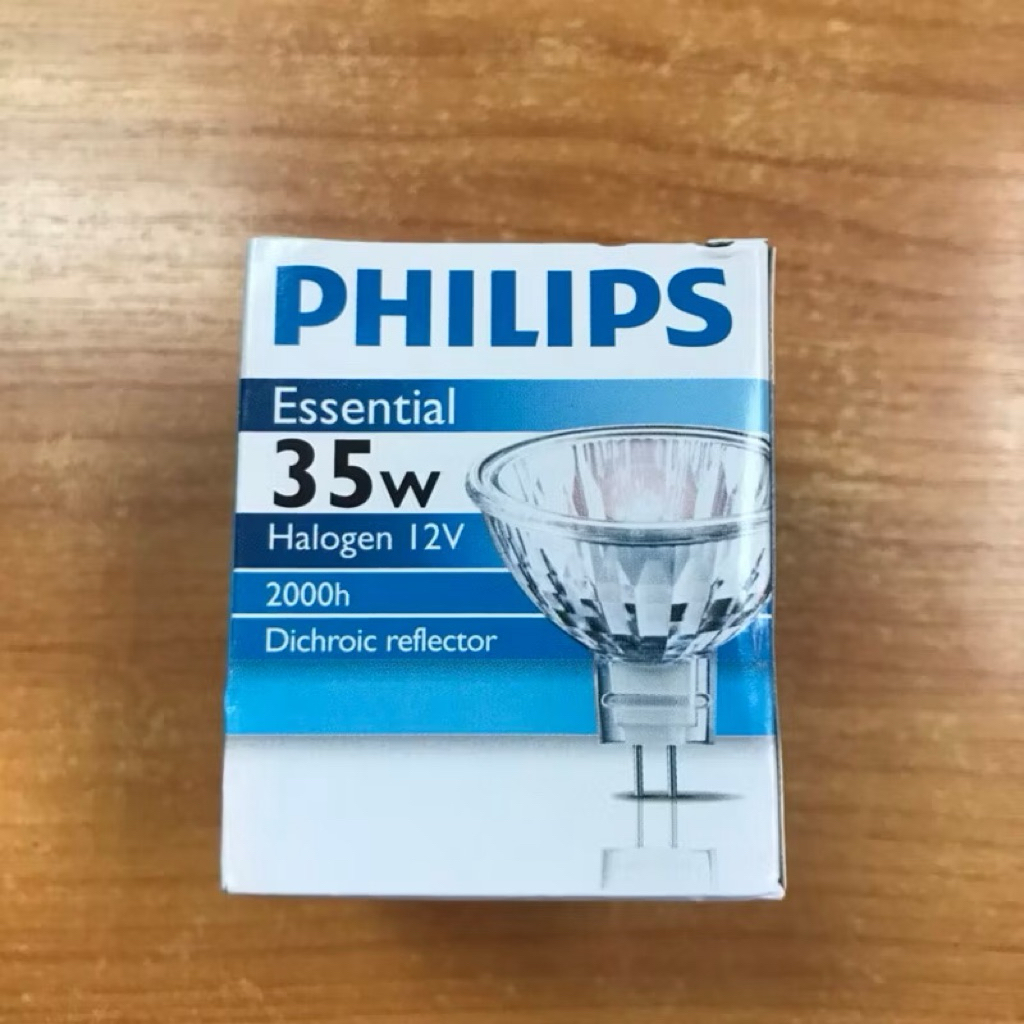 PHILIPS
Essential
35w
Halogen 12V
2000h
Dichroic reflector